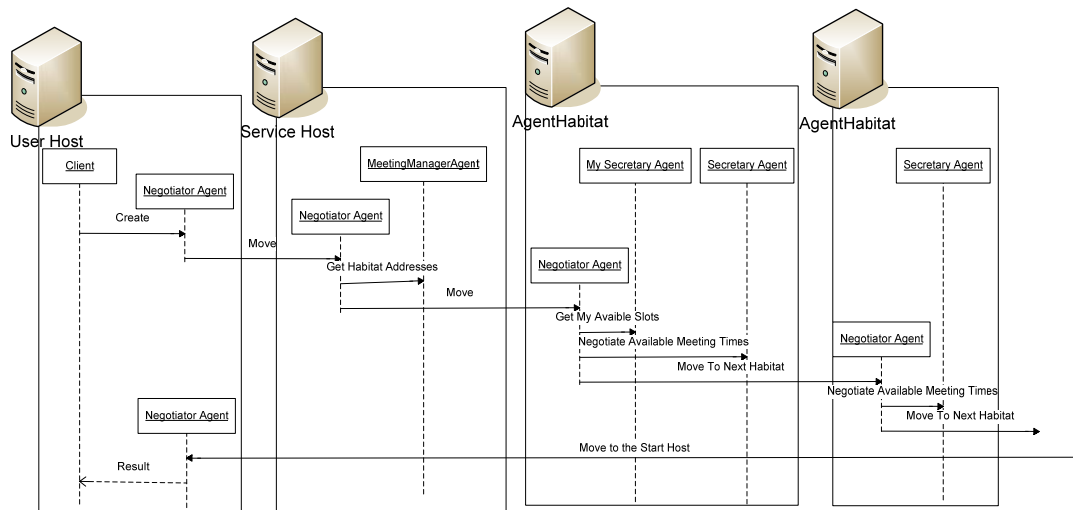 User Host
Service Host
AgentHabitat
AgentHabitat
Client
MeetingManagerAgent
My Secretary Agent
Secretary Agent
Secretary Agent
Negotiator Agent
Negotiator Agent
Create
Move
Negotiator Agent
Get Habitat Addresses
Move
Get My Avaible Slots
Negotiate Available Meeting Times
Negotiator Agent
Move To Next Habitat
Negotiate Available Meeting Times
Move To Next Habitat
Negotiator Agent
Move to the Start Host
Result